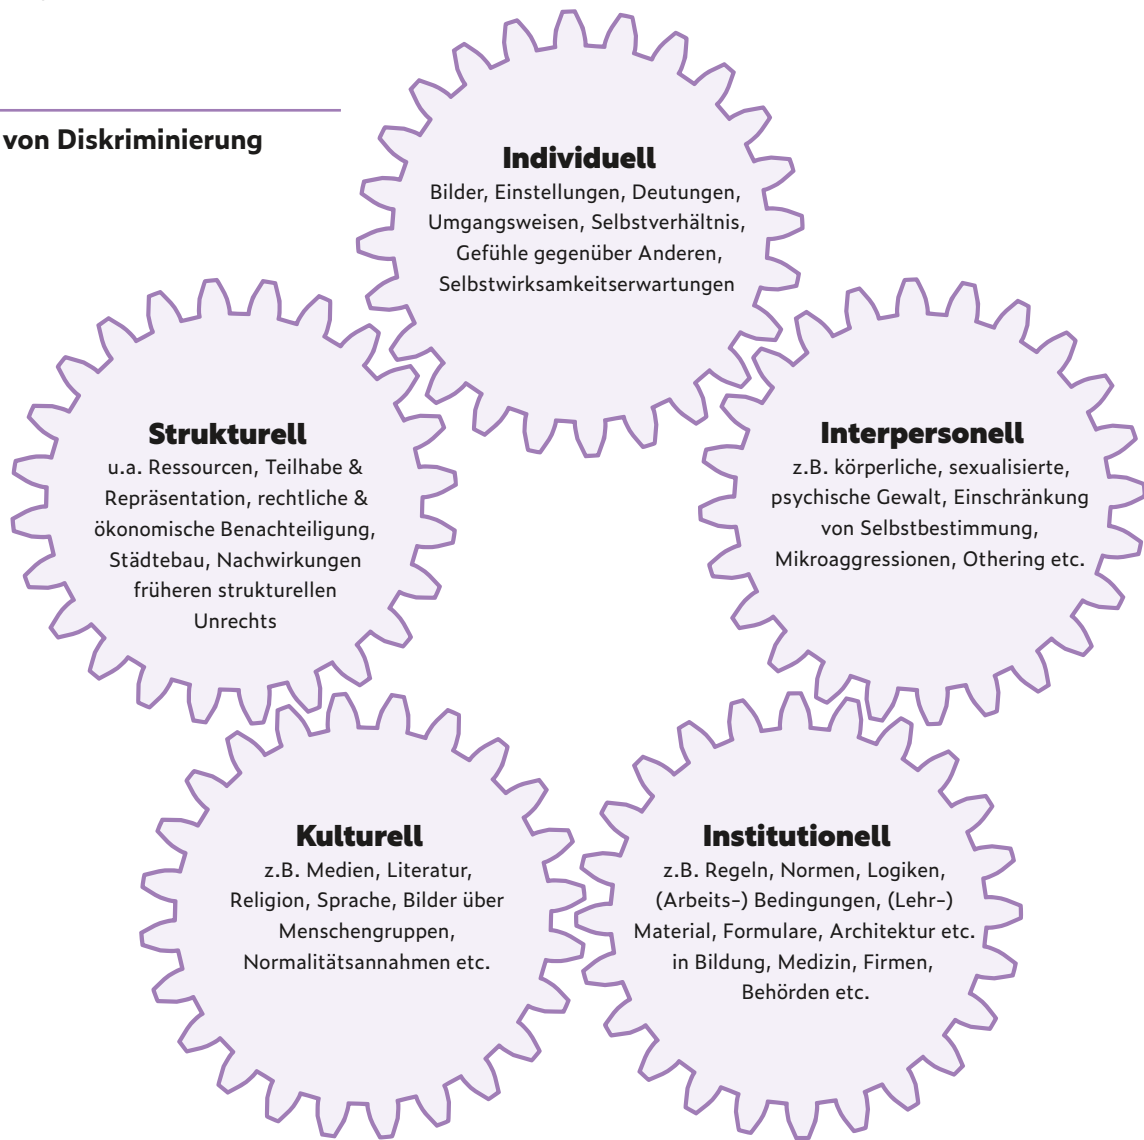 von Diskriminierung
Individuell
Bilder, Einstellungen, Deutungen,
Umgangsweisen, Selbstverhältnis,
Gefühle gegenüber Anderen,
Selbstwirksamkeitserwartungen
Strukturell
u.a. Ressourcen, Teilhabe &
Repräsentation, rechtliche &
ökonomische Benachteiligung,
Städtebau, Nachwirkungen
früheren strukturellen
Unrechts
Interpersonell
z.B. körperliche, sexualisierte,
psychische Gewalt, Einschränkung
von Selbstbestimmung,
Mikroaggressionen, Othering etc.
Kulturell
z.B. Medien, Literatur,
Religion, Sprache, Bilder über
Menschengruppen,
Normalitätsannahmen etc.
Institutionell
z.B. Regeln, Normen, Logiken,
(Arbeits-) Bedingungen, (Lehr-)
Material, Formulare, Architektur etc.
in Bildung, Medizin, Firmen,
Behörden etc.